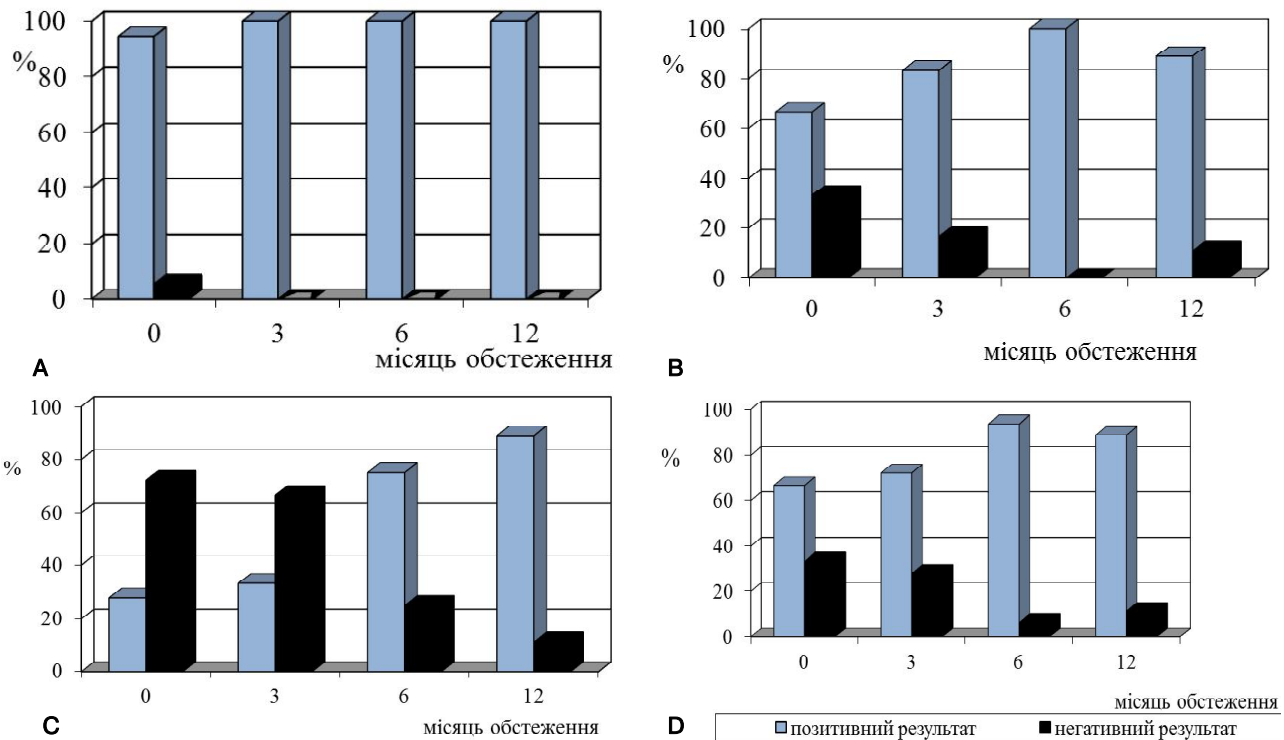 100
%
80
60
40
20
0
0 3 6 12
місяць обстеження
A
100
%
80
60
40
20
0
0 3 6 12
місяць обстеження
B
100
%
80
60
40
20
0
0 3 6 12
місяць обстеження
C
100
%
80
60
40
20
0
0 3 6 12
місяць обстеження
D
позитивний результат негативний результат